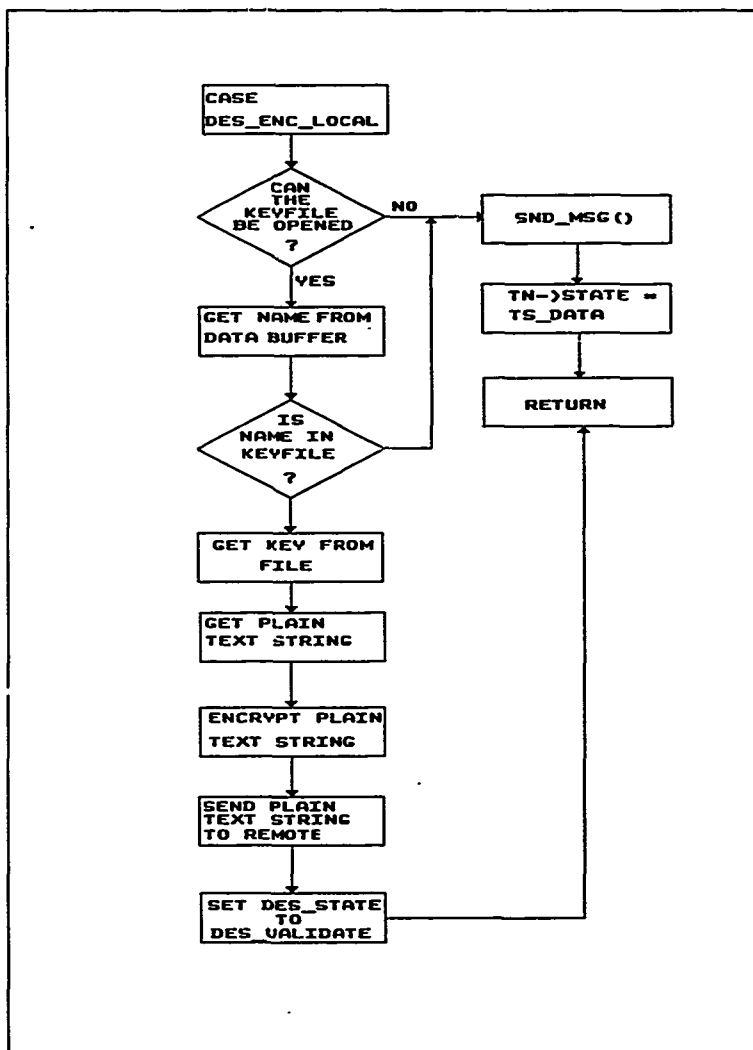 CASE
DES_ENC_LOCAL
CAN
THE
KEYFILE
BE OPENED
?
NO
YES
SND_MSG()
TN->STATE =
TS_DATA
RETURN
GET NAME FROM
DATA BUFFER
IS
NAME IN
KEYFILE
?
GET KEY FROM
FILE
GET PLAIN
TEXT STRING
ENCRYPT PLAIN
TEXT STRING
SEND PLAIN
TEXT STRING
TO REMOTE
SET DES_STATE
TO
DES_VALIDATE